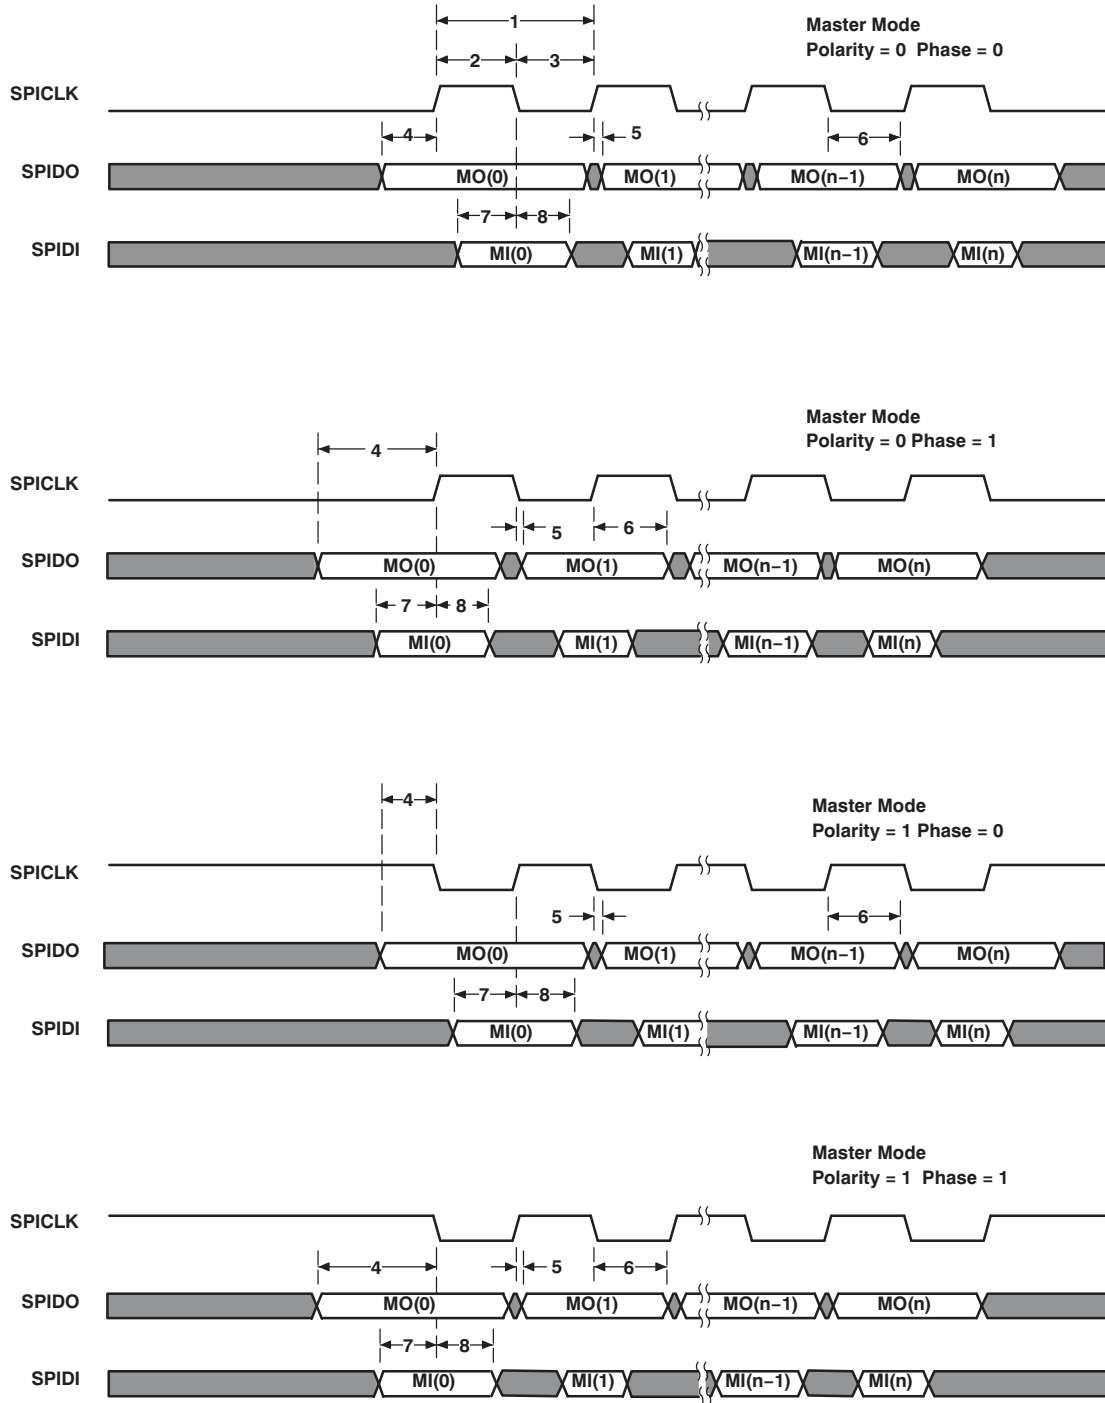 1
Master Mode
Polarity = 0 Phase = 0
2 3
SPICLK
4 5 6
SPIDO MO(0) MO(1) MO(n−1) MO(n)
7 8
SPIDI MI(0) MI(1) MI(n−1) MI(n)
Master Mode
Polarity = 0 Phase = 1
4
SPICLK
5 6
SPIDO MO(0) MO(1) MO(n−1) MO(n)
7 8
SPIDI MI(0) MI(1) MI(n−1) MI(n)
4
Master Mode
Polarity = 1 Phase = 0
SPICLK
5 6
SPIDO MO(0) MO(1) MO(n−1) MO(n)
7 8
SPIDI MI(0) MI(1) MI(n−1) MI(n)
Master Mode
Polarity = 1 Phase = 1
SPICLK
4 5 6
SPIDO MO(0) MO(1) MO(n−1) MO(n)
7 8
SPIDI MI(0) MI(1) MI(n−1) MI(n)